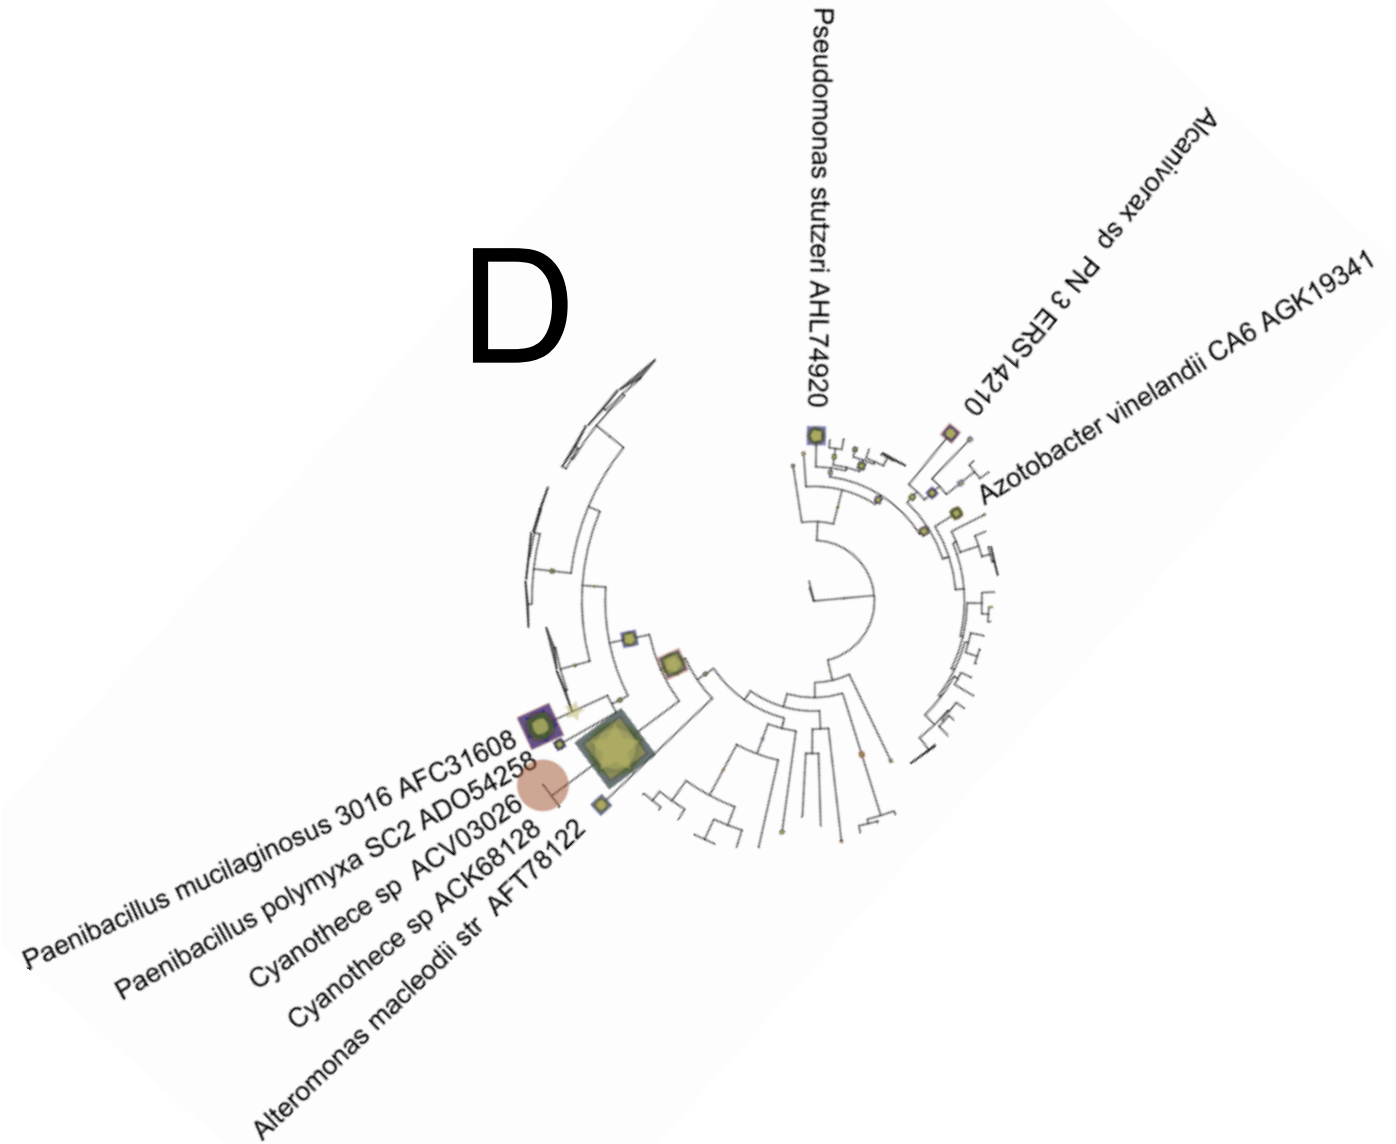 Pseudomonas stutzeri AHL74920
Alcanivorax sp PN 3 ERS14210
D
Azotobacter vinelandii CA6 AGK19341
Paenibacillus mucilaginosus 3016 AFC31608
Paenibacillus polymyxa SC2 ADO54258
Cyanothece sp ACV03026
Cyanothece sp ACK68128
Alteromonas macleodii str AFT78122